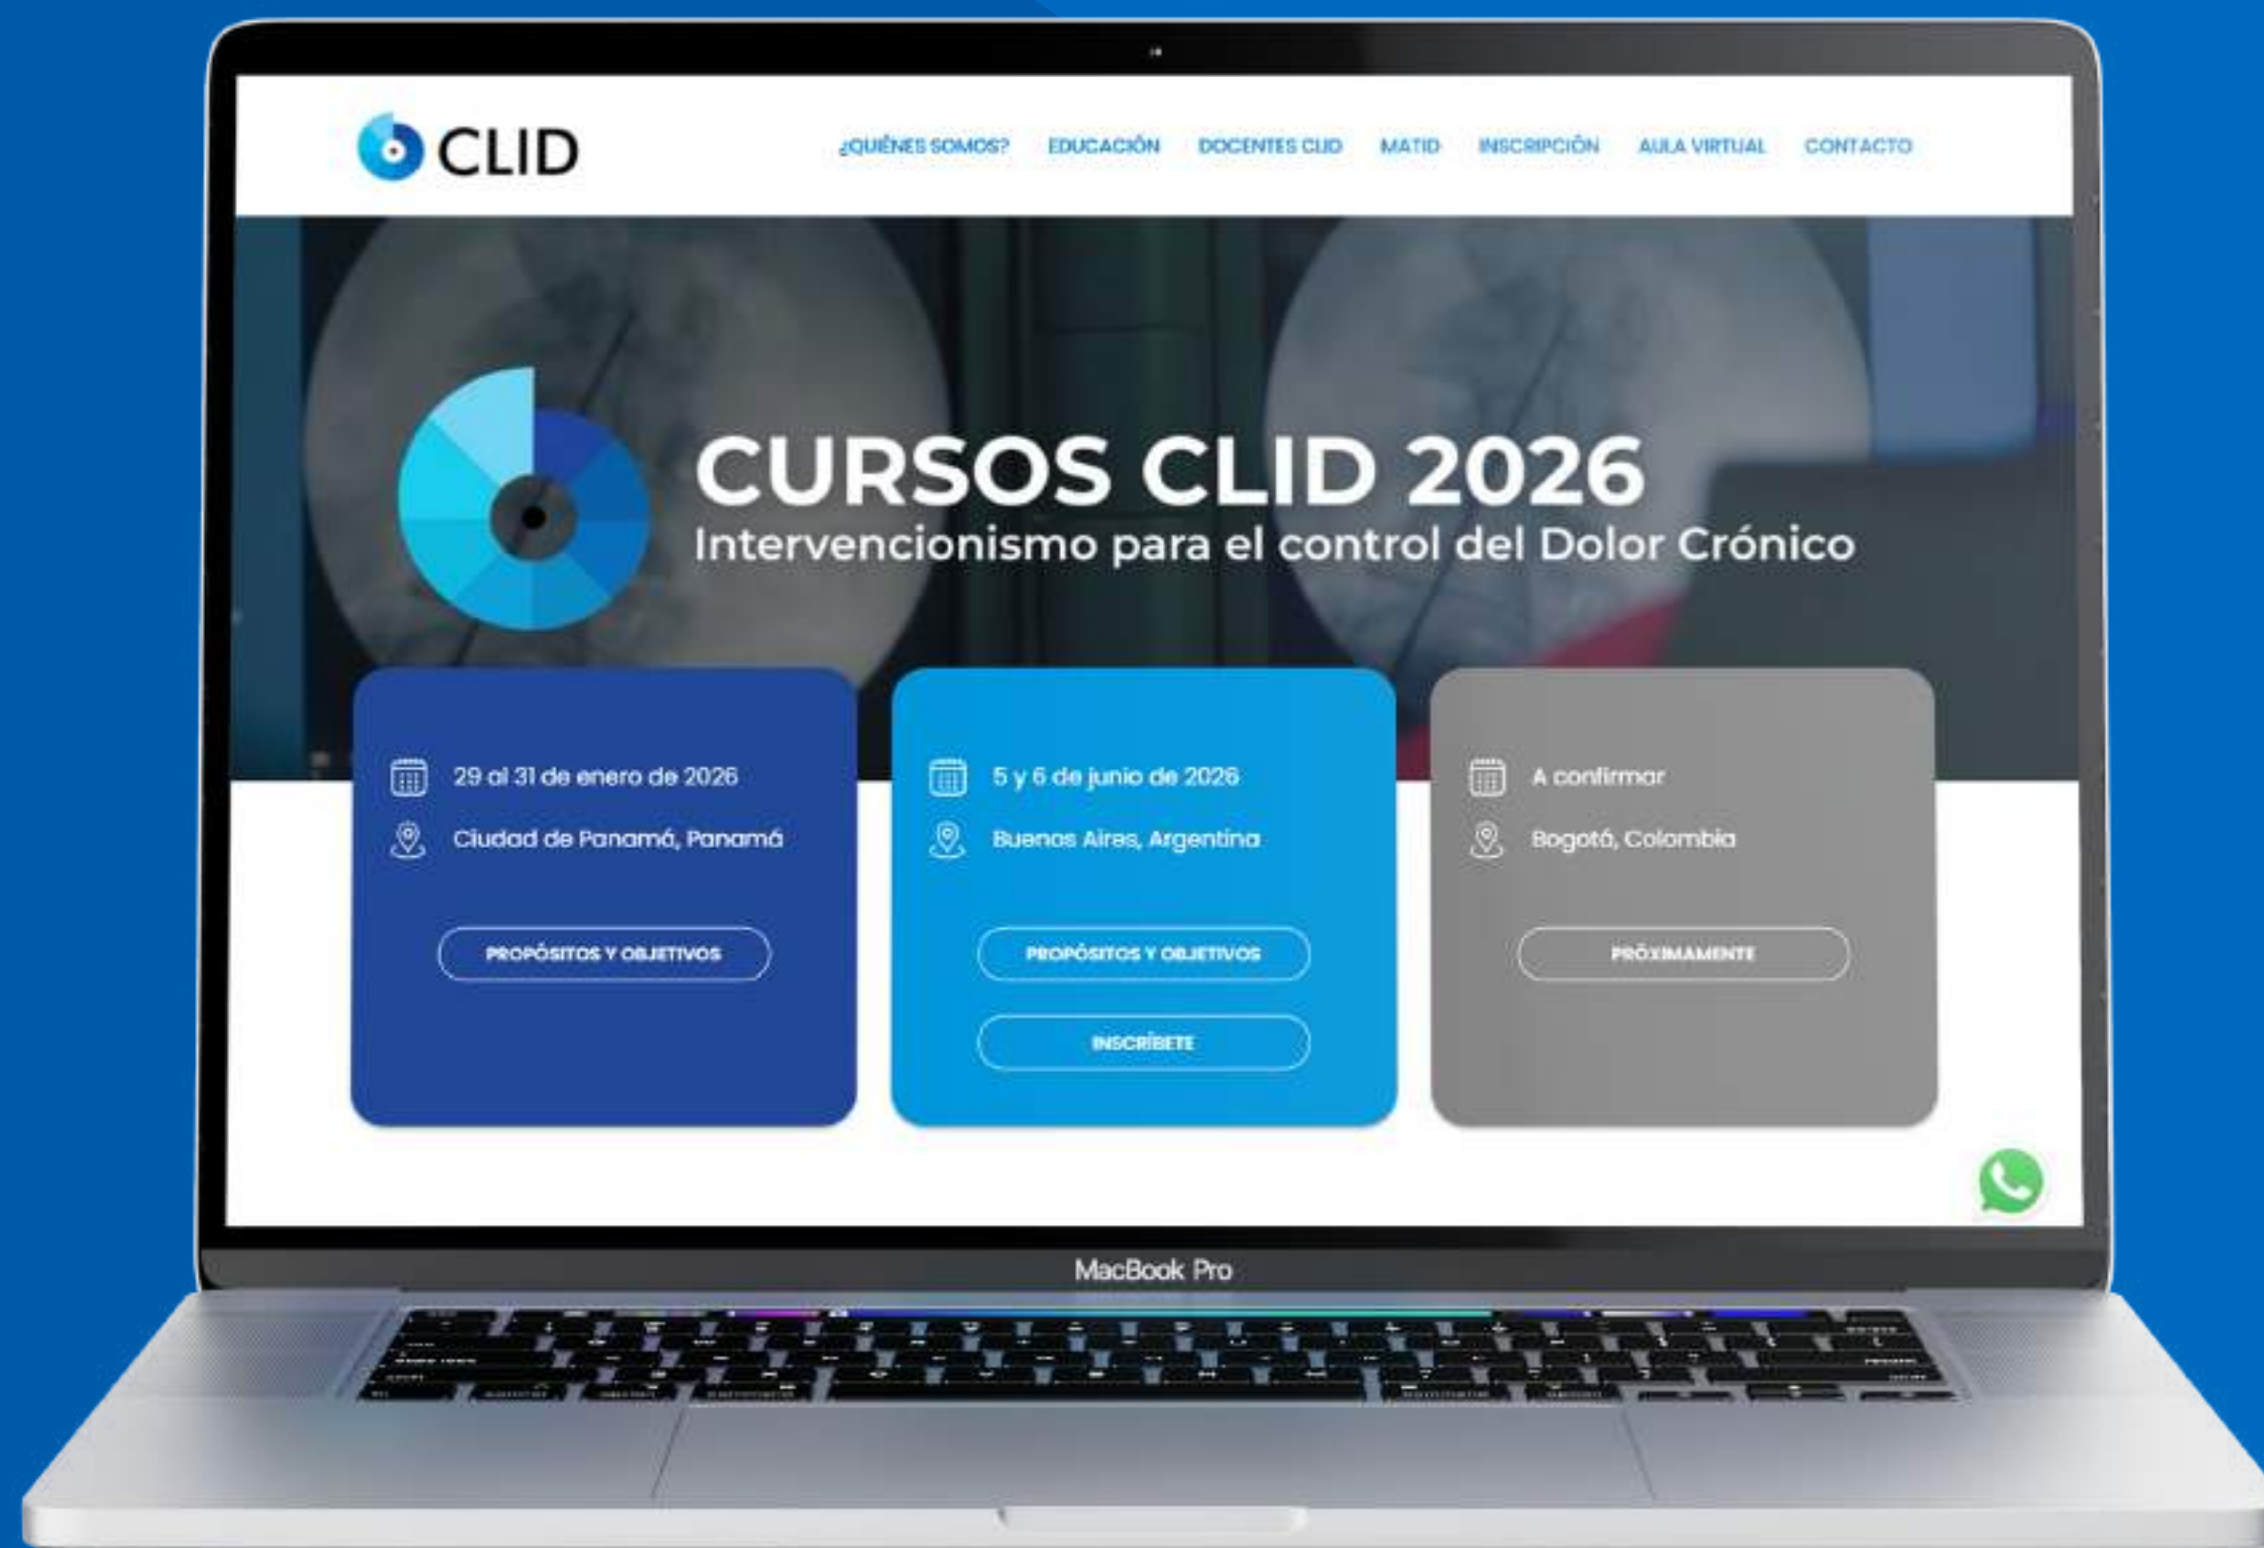 CLID
¿QUIÉNES SOMOS? EDUCACIÓN DOCENTES CLID MATID INSCRIPCIÓN AULA VIRTUAL CONTACTO
CURSOS CLID 2026
Intervencionismo para el control del Dolor Crónico
29 al 31 de enero de 2026
Ciudad de Panamá, Panamá
PROPÓSITOS Y OBJETIVOS
5 y 6 de junio de 2026
Buenos Aires, Argentina
PROPÓSITOS Y OBJETIVOS
INSCRÍBETE
A confirmar
Bogotá, Colombia
PRÓXIMAMENTE
MacBook Pro